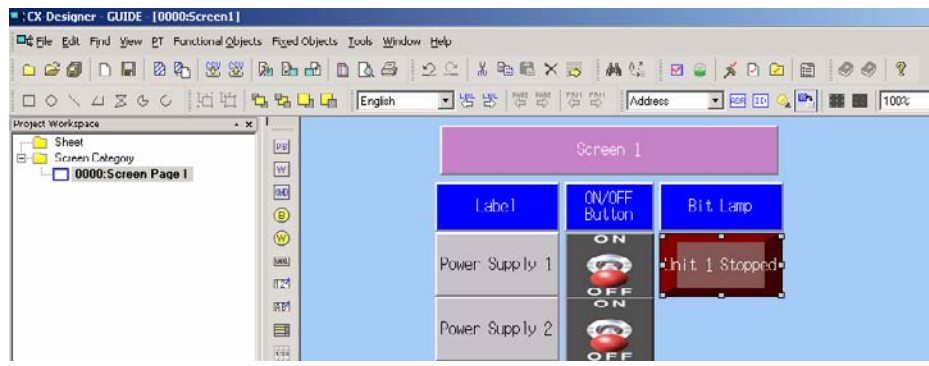 CX-Designer - GUIDE - [0000:Screen1]
File Edit Find View PT Functional Objects Fixed Objects Tools Window Help
English
Address
100%
Project Workspace
Sheet
Screen Category
0000:Screen Page 1
Screen 1
Label
ON/OFF
Button
Bit Lamp
Power Supply 1
ON
OFF
Unit 1 Stopped
Power Supply 2
ON
OFF